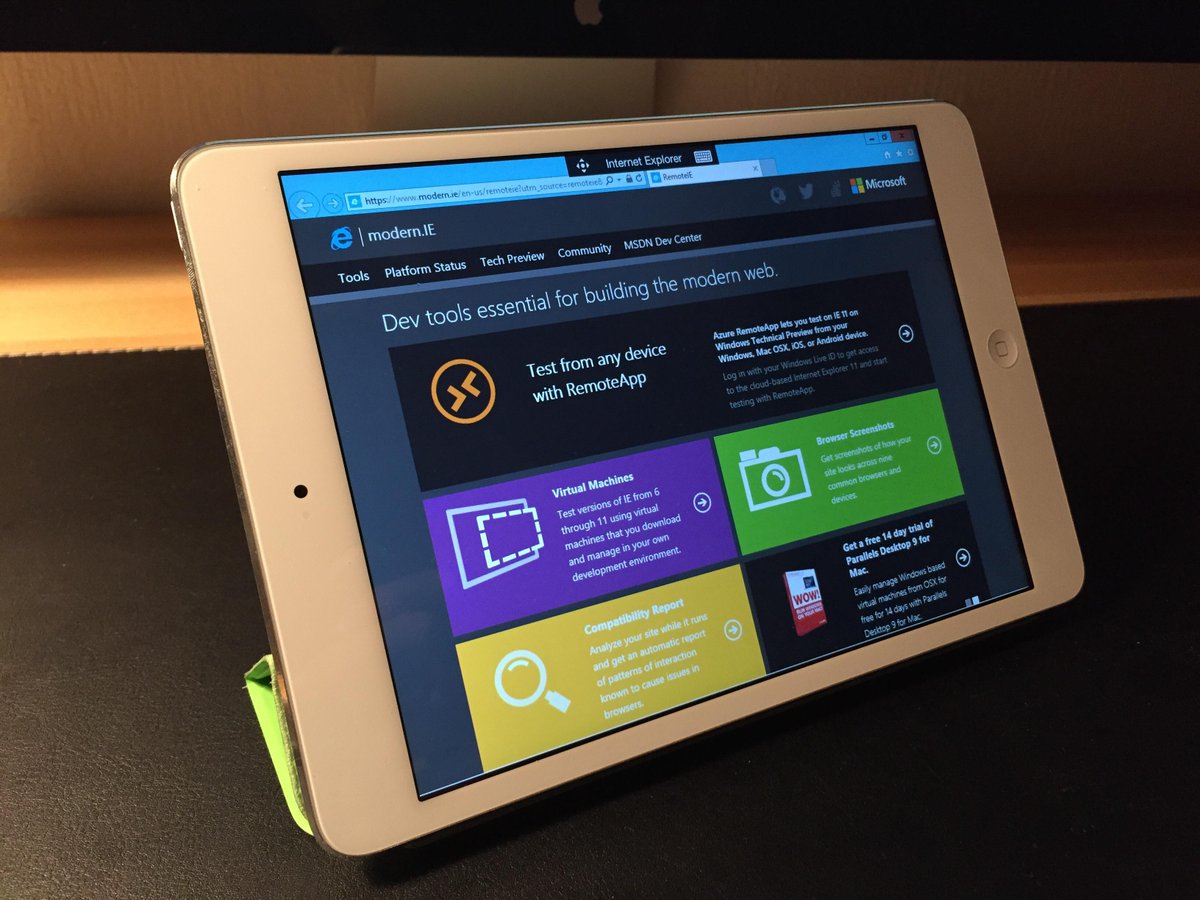 Internet Explorer
https://www.modern.ie/en-us/remoteie?utm_source=remoteie&
RemoteIE
modern.IE
Microsoft
Tools Platform Status Tech Preview Community MSDN Dev Center
Dev tools essential for building the modern web.
Test from any device
with RemoteApp
Azure RemoteApp lets you test on IE 11 on
Windows Technical Preview from your
Windows, Mac OSX, iOS, or Android device.
Log in with your Windows Live ID to get access
to the cloud-based Internet Explorer 11 and start
testing with RemoteApp.
Virtual Machines
Test versions of IE from 6
through 11 using virtual
machines that you download
and manage in your own
development environment.
Browser Screenshots
Get screenshots of how your
site looks across nine
common browsers and
devices.
Compatibility Report
Analyze your site while it runs
and get an automatic report
of patterns of interaction
known to cause issues in
browsers.
Get a free 14 day trial of
Parallels Desktop 9 for
Mac.
Easily manage Windows based
virtual machines from OSX for
free for 14 days with Parallels
Desktop 9 for Mac.
WOW!
RUN WINDOWS
ON YOUR MAC